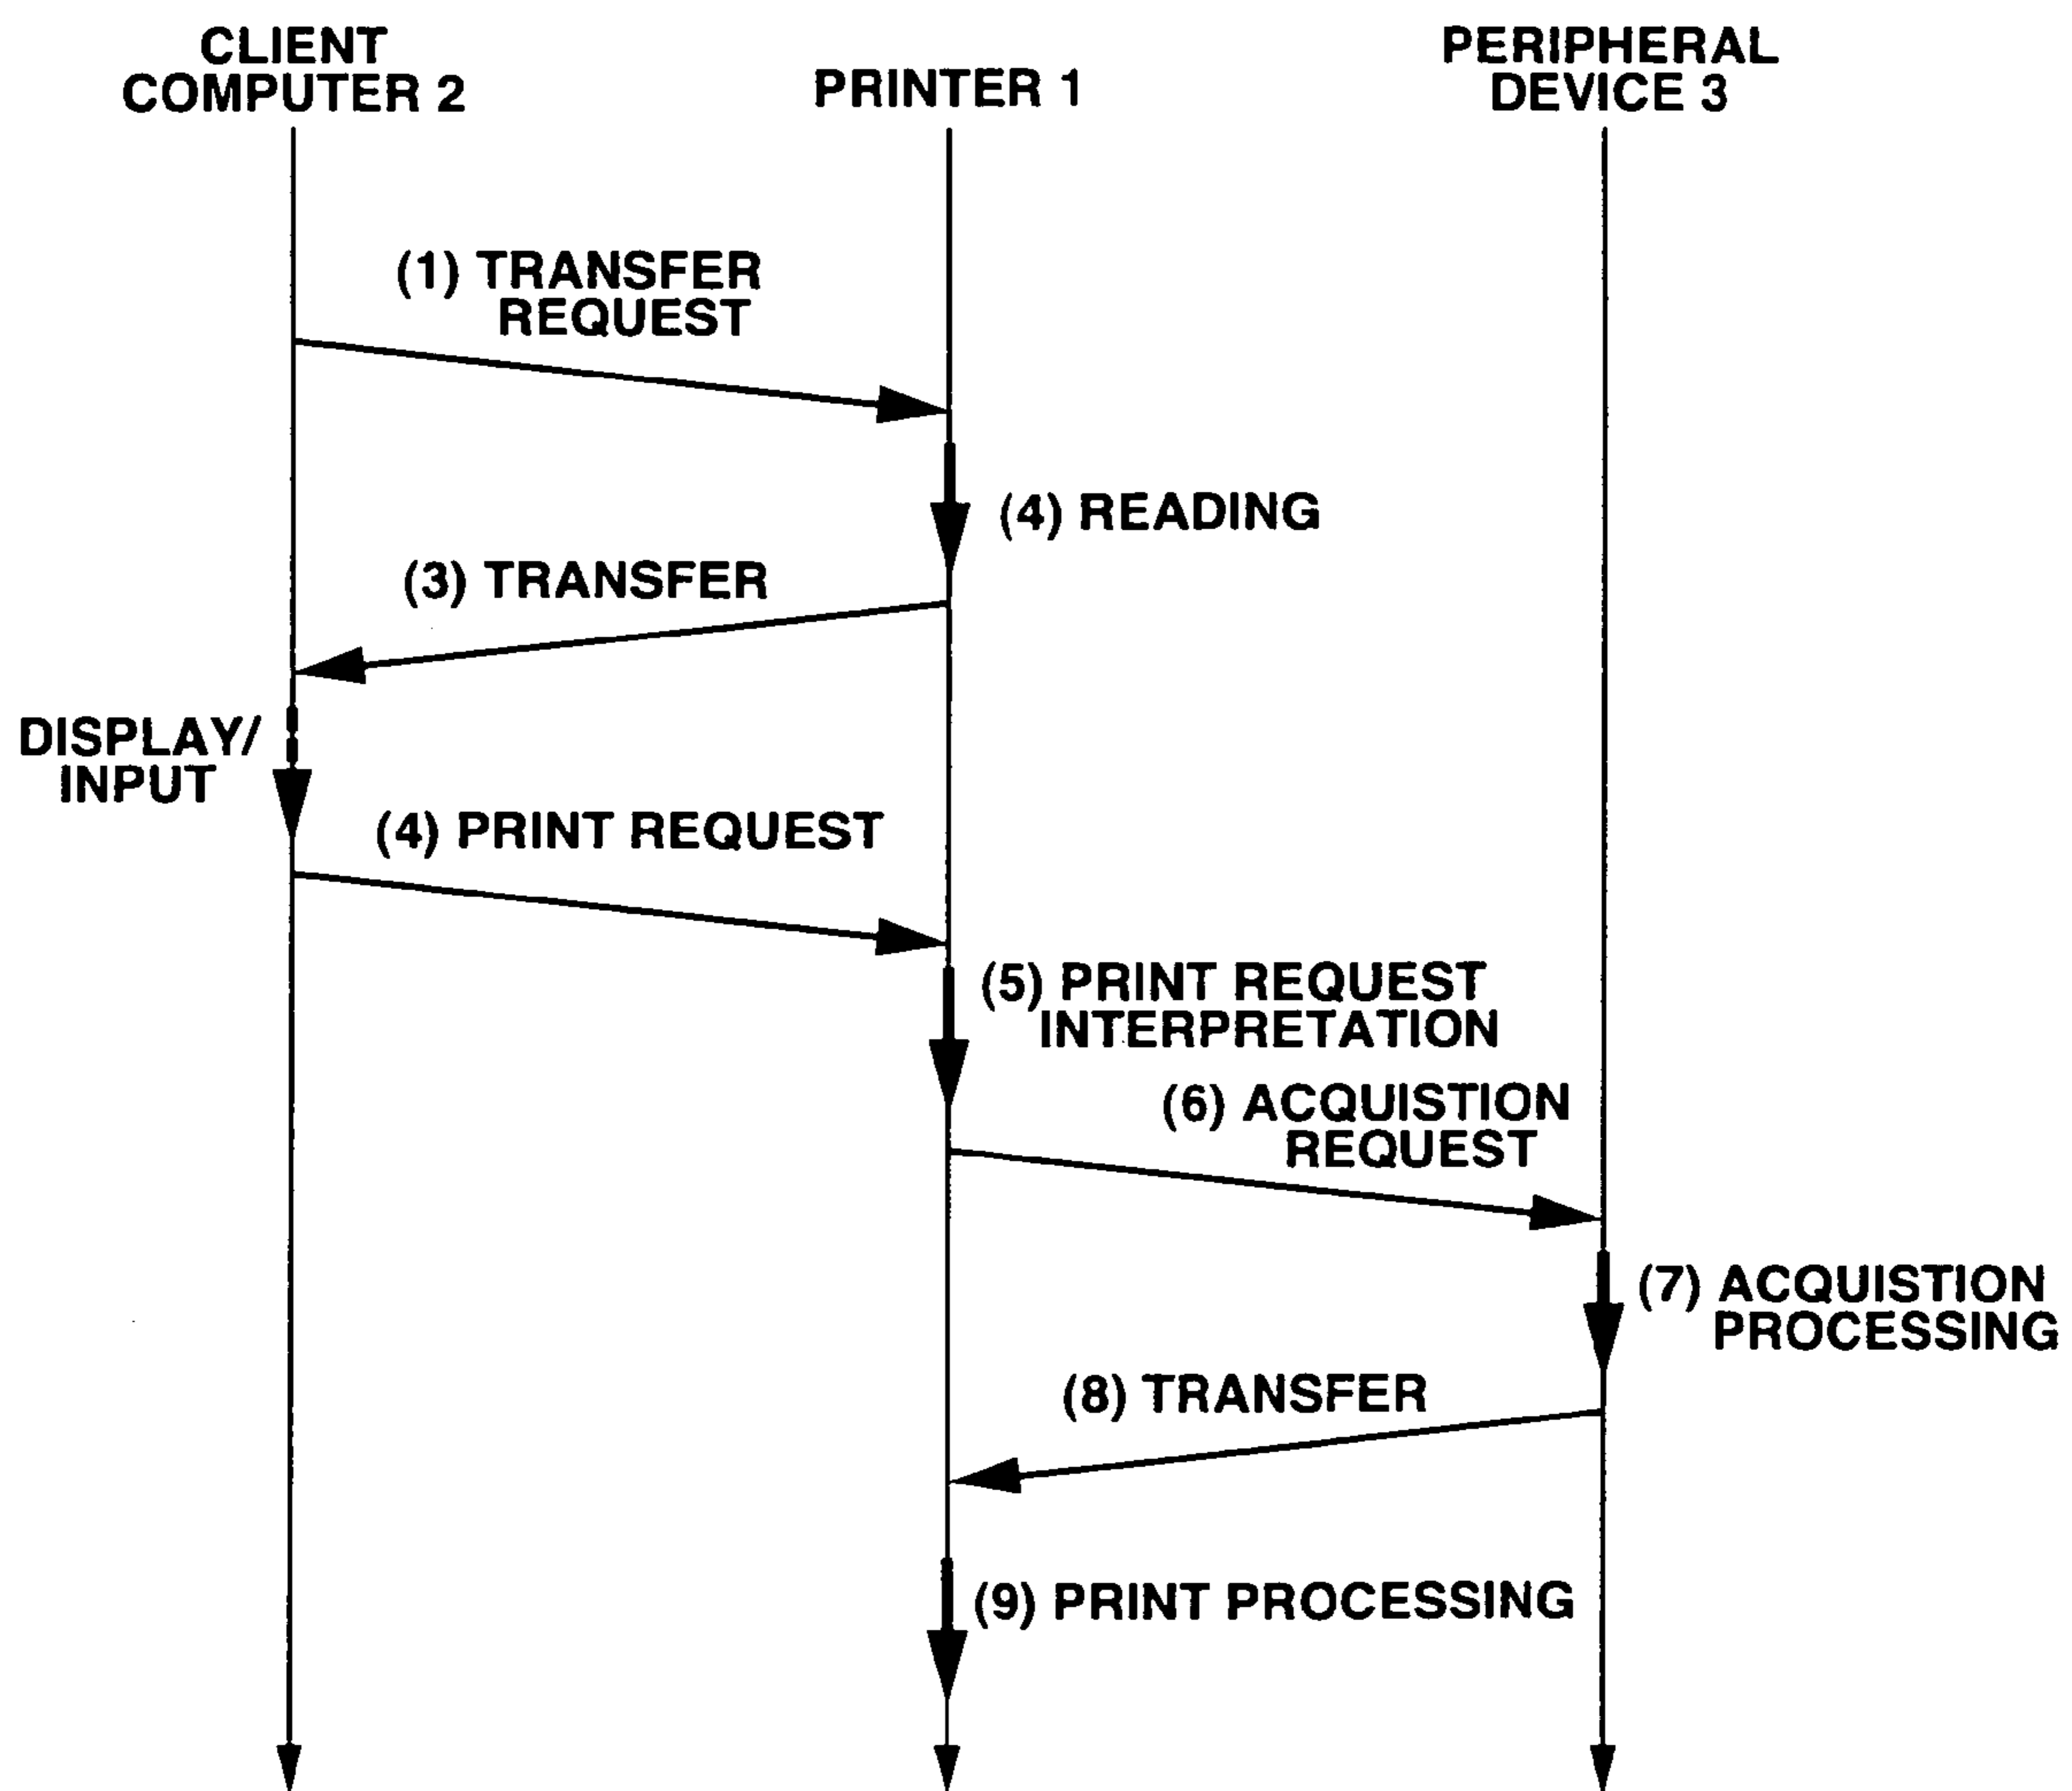 CLIENT
COMPUTER 2
PRINTER 1
PERIPHERAL
DEVICE 3
(1) TRANSFER
REQUEST
(4) READING
(3) TRANSFER
DISPLAY/
INPUT
(4) PRINT REQUEST
(5) PRINT REQUEST
INTERPRETATION
(6) ACQUISTION
REQUEST
(7) ACQUISTION
PROCESSING
(8) TRANSFER
(9) PRINT PROCESSING